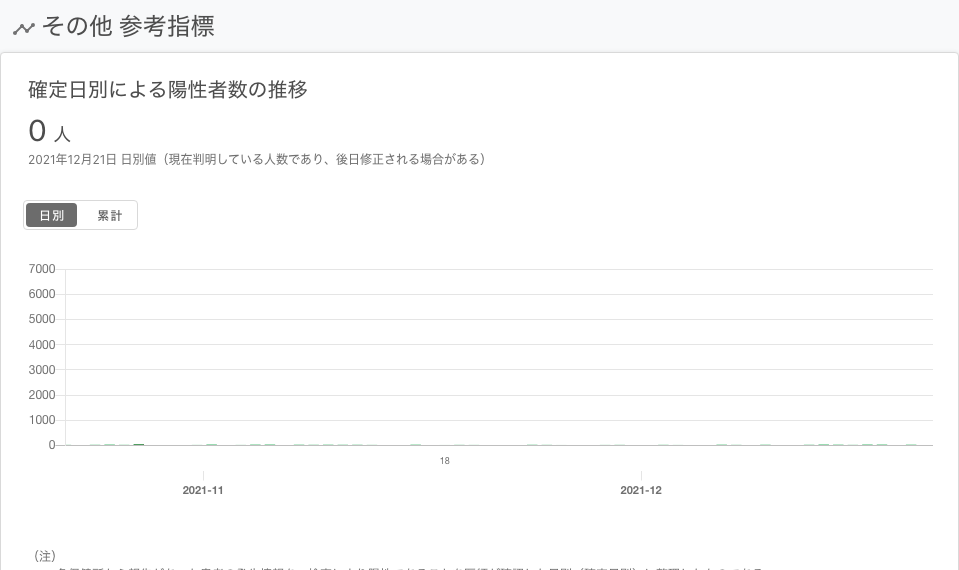 その他 参考指標
確定日別による陽性者数の推移
0 人
2021年12月21日 日別値（現在判明している人数であり、後日修正される場合がある）
日別 累計
7000
6000
5000
4000
3000
2000
1000
0
18
2021-11 2021-12
（注）